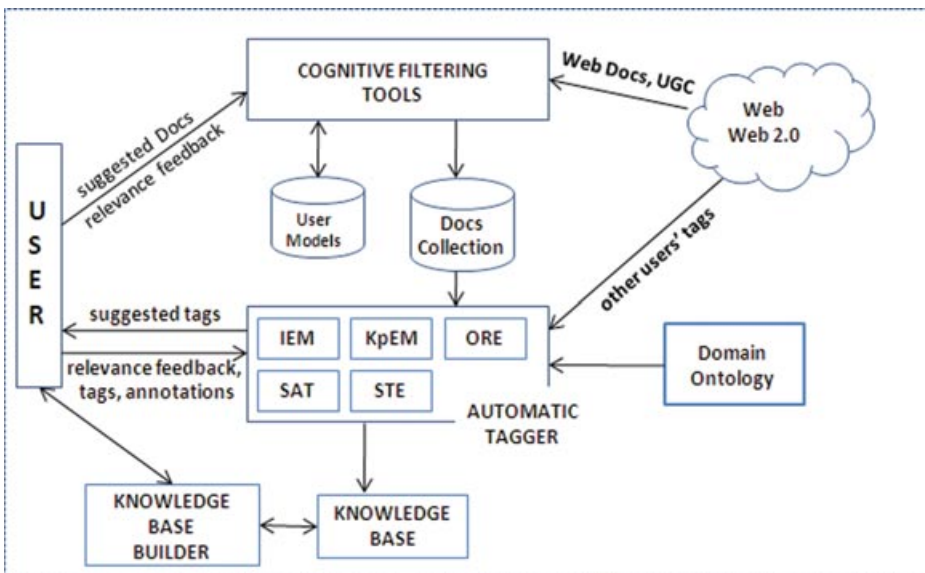 COGNITIVE FILTERING
TOOLS
Web Docs, UGC
Web
Web 2.0
suggested Docs
relevance feedback
U
S
E
R
User
Models
Docs
Collection
other users' tags
suggested tags
relevance feedback,
tags, annotations
IEM
KpEM
ORE
SAT
STE
AUTOMATIC
TAGGER
Domain
Ontology
KNOWLEDGE
BASE
BUILDER
KNOWLEDGE
BASE